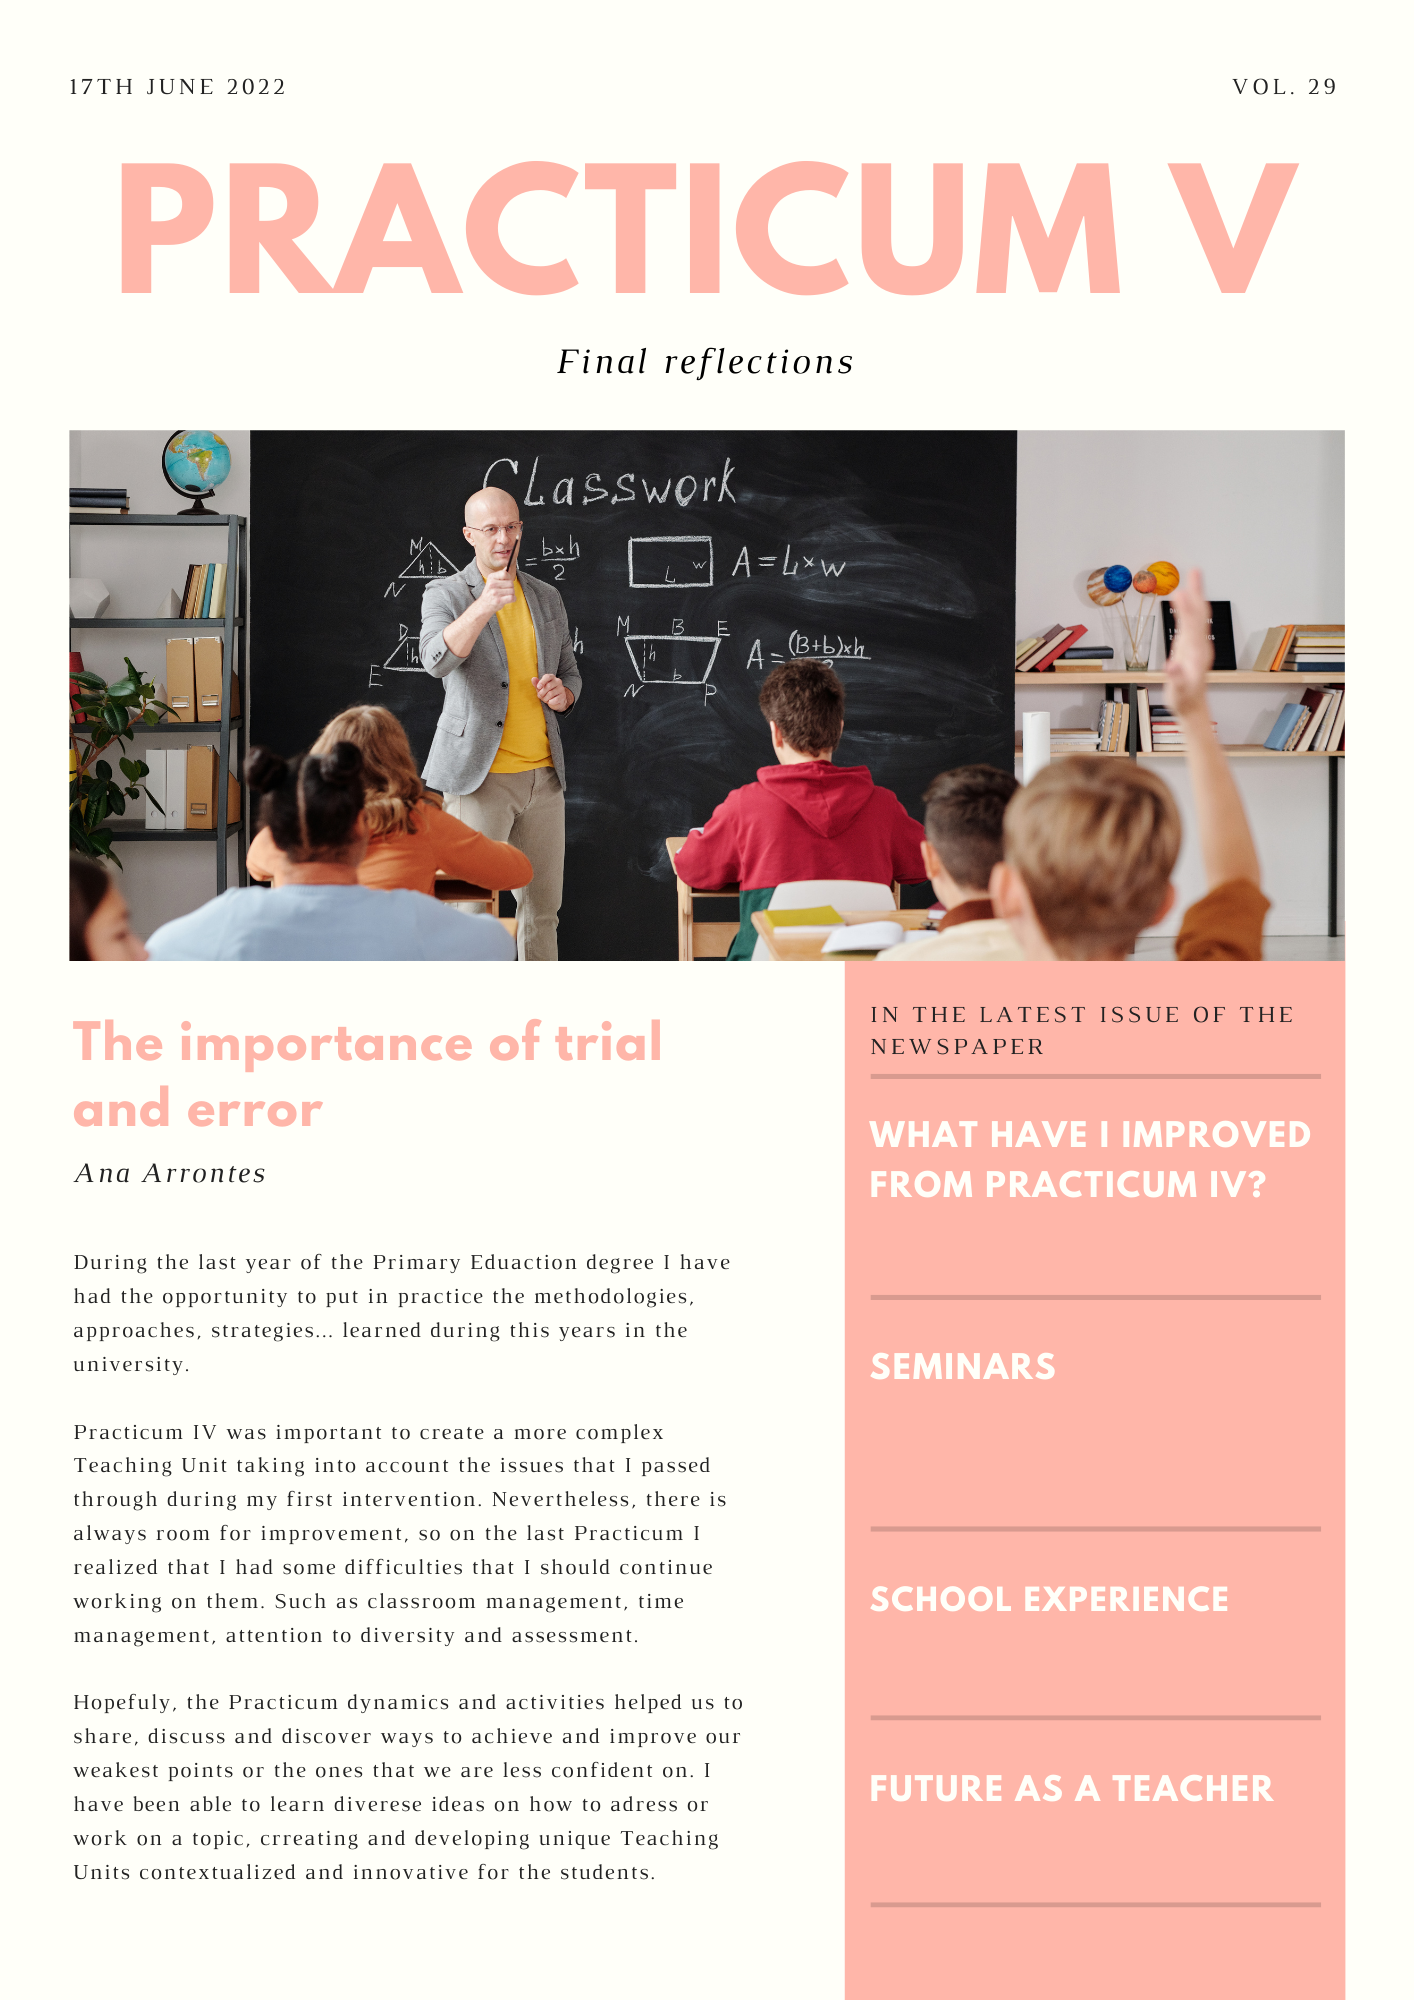 17TH JUNE 2022
VOL. 29
PRACTICUM V
Final reflections
Classwork
M
h
b
N
= bxh
2
L
w
A=L×w
D
h
E
h
M B E
h
b
N P
A= (B+b)xh
2
The importance of trial
and error
Ana Arrontes
During the last year of the Primary Eduaction degree I have
had the opportunity to put in practice the methodologies,
approaches, strategies... learned during this years in the
university.
Practicum IV was important to create a more complex
Teaching Unit taking into account the issues that I passed
through during my first intervention. Nevertheless, there is
always room for improvement, so on the last Practicum I
realized that I had some difficulties that I should continue
working on them. Such as classroom management, time
management, attention to diversity and assessment.
Hopefuly, the Practicum dynamics and activities helped us to
share, discuss and discover ways to achieve and improve our
weakest points or the ones that we are less confident on. I
have been able to learn diverese ideas on how to adress or
work on a topic, crreating and developing unique Teaching
Units contextualized and innovative for the students.
IN THE LATEST ISSUE OF THE
NEWSPAPER
WHAT HAVE I IMPROVED
FROM PRACTICUM IV?
SEMINARS
SCHOOL EXPERIENCE
FUTURE AS A TEACHER